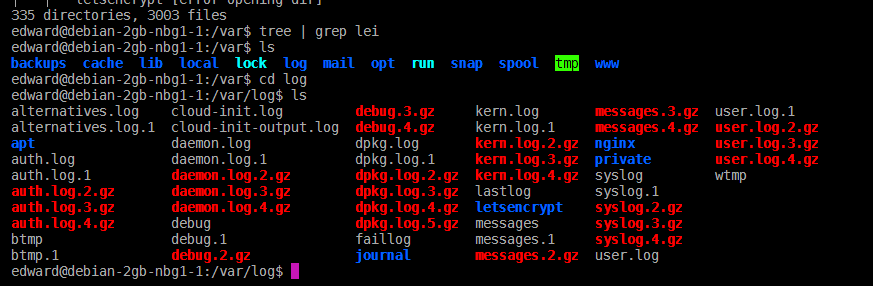 letsencrypt [error opening dir]
335 directories, 3003 files
edward@debian-2gb-nbg1-1:/var$ tree | grep lei
edward@debian-2gb-nbg1-1:/var$ ls
backups cache lib local lock log mail opt run snap spool tmp www
edward@debian-2gb-nbg1-1:/var$ cd log
edward@debian-2gb-nbg1-1:/var/log$ ls
alternatives.log cloud-init.log debug.3.gz kern.log messages.3.gz user.log.1
alternatives.log.1 cloud-init-output.log debug.4.gz kern.log.1 messages.4.gz user.log.2.gz
apt daemon.log dpkg.log kern.log.2.gz nginx user.log.3.gz
auth.log daemon.log.1 dpkg.log.1 kern.log.3.gz private user.log.4.gz
auth.log.1 daemon.log.2.gz dpkg.log.2.gz kern.log.4.gz syslog wtmp
auth.log.2.gz daemon.log.3.gz dpkg.log.3.gz lastlog syslog.1
auth.log.3.gz daemon.log.4.gz dpkg.log.4.gz letsencrypt syslog.2.gz
auth.log.4.gz debug dpkg.log.5.gz messages syslog.3.gz
btmp debug.1 faillog messages.1 syslog.4.gz
btmp.1 debug.2.gz journal messages.2.gz user.log
edward@debian-2gb-nbg1-1:/var/log$